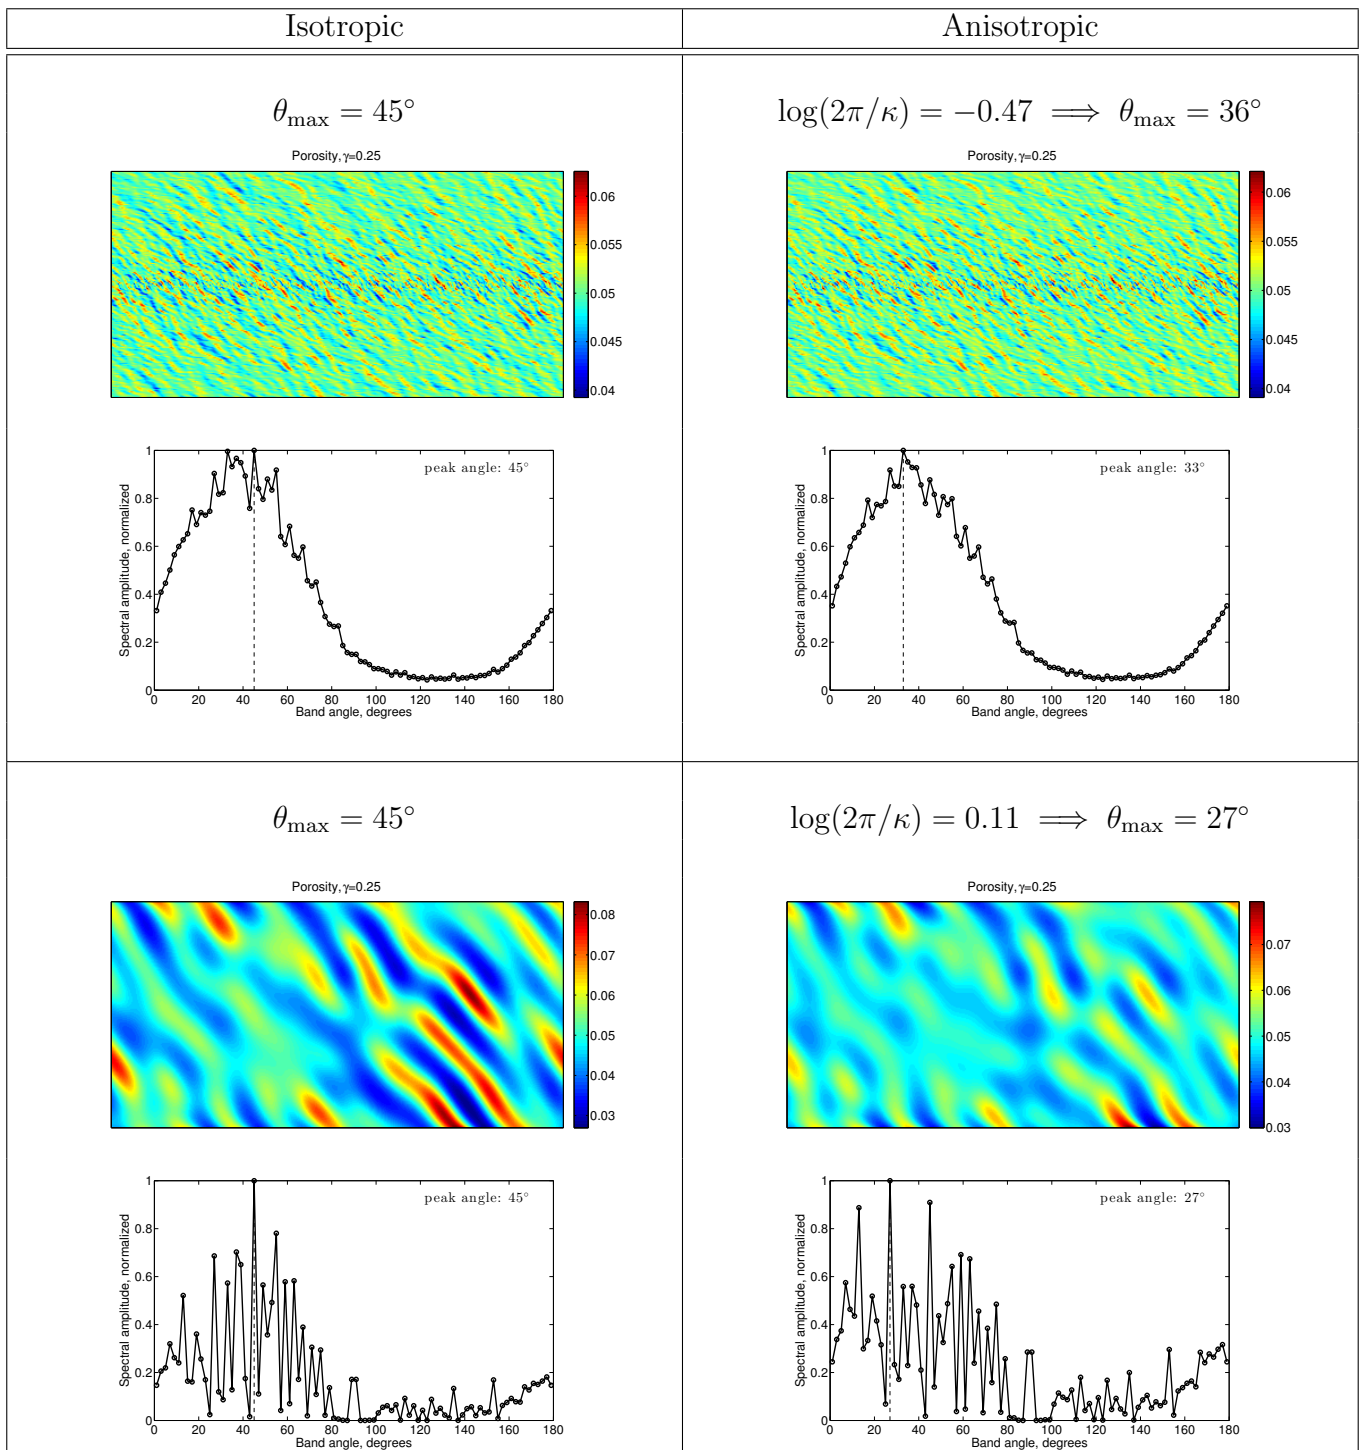 Isotropic Anisotropic
θmax = 45° log(2π/κ) = −0.47 ⟹ θmax = 36°
Porosity, γ=0.25 Porosity, γ=0.25
0.06 0.06
0.055 0.055
0.05 0.05
0.045 0.045
0.04 0.04
peak angle: 45° peak angle: 33°
Spectral amplitude, normalized Spectral amplitude, normalized
1 1
0.8 0.8
0.6 0.6
0.4 0.4
0.2 0.2
0 0
0 20 40 60 80 100 120 140 160 180 0 20 40 60 80 100 120 140 160 180
Band angle, degrees Band angle, degrees
θmax = 45° log(2π/κ) = 0.11 ⟹ θmax = 27°
Porosity, γ=0.25 Porosity, γ=0.25
0.08 0.07
0.07 0.06
0.06 0.05
0.05 0.04
0.04 0.03
0.03
peak angle: 45° peak angle: 27°
Spectral amplitude, normalized Spectral amplitude, normalized
1 1
0.8 0.8
0.6 0.6
0.4 0.4
0.2 0.2
0 0
0 20 40 60 80 100 120 140 160 180 0 20 40 60 80 100 120 140 160 180
Band angle, degrees Band angle, degrees